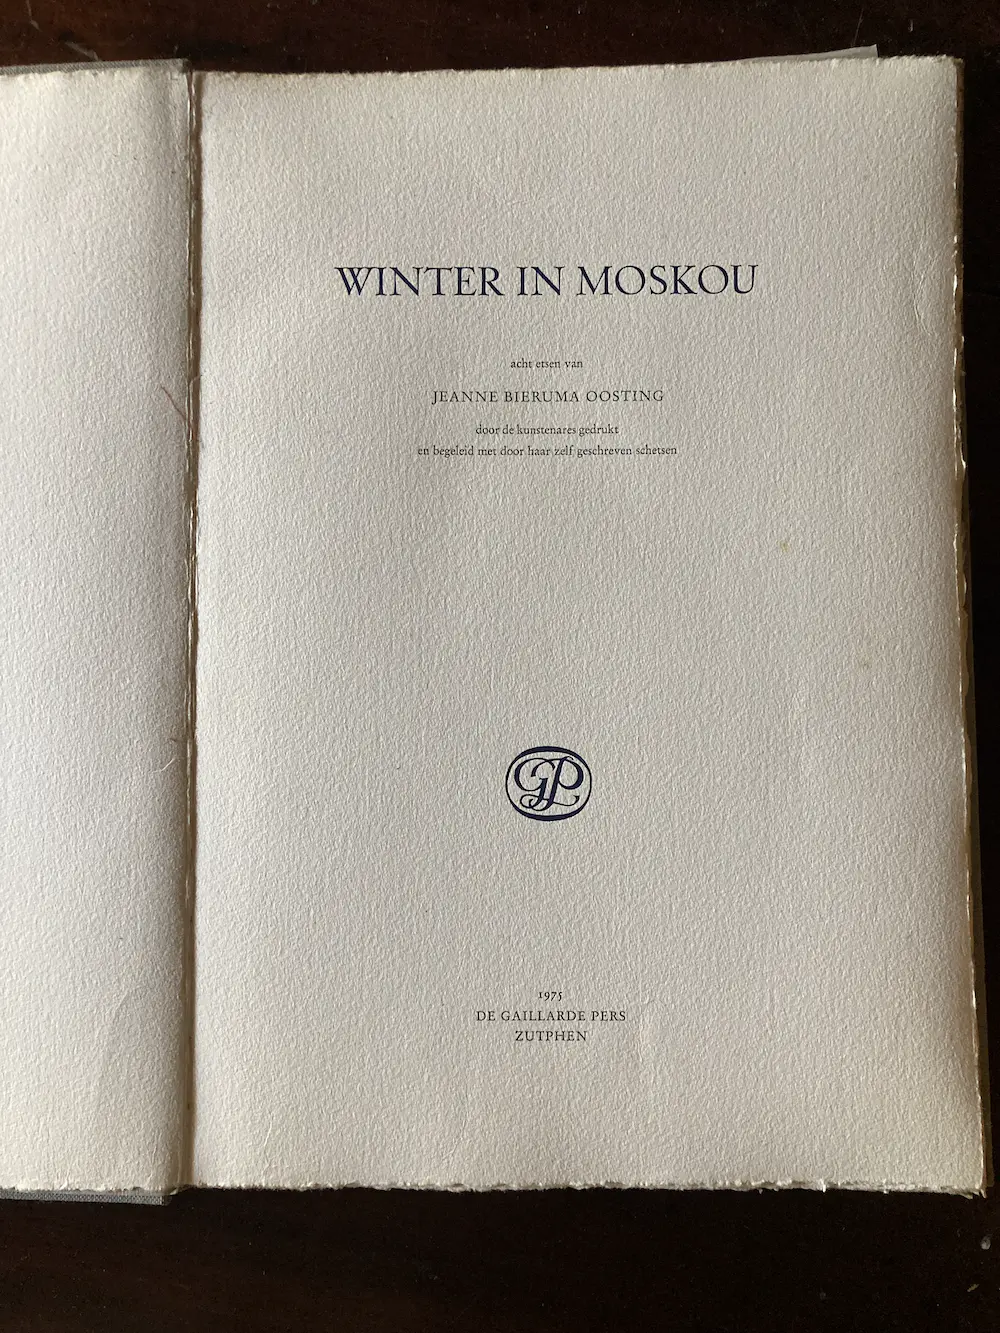 WINTER IN MOSKOU
acht etsen van
JEANNE BIERUMA OOSTING
door de kunstenares gedrukt
en begeleid met door haar zelf geschreven schetsen
GP
1975
DE GAILLARDE PERS
ZUTPHEN